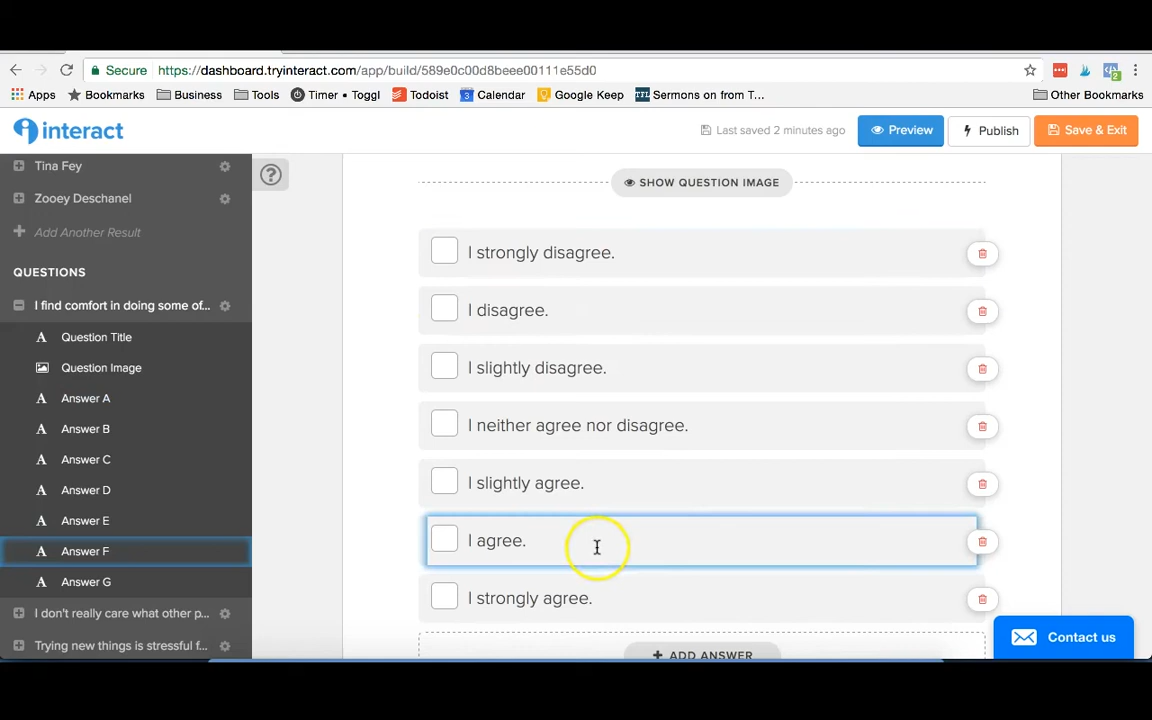 Secure https://dashboard.tryinteract.com/app/build/589e0c00d8beee00111e55d0
Apps Bookmarks Business Tools Timer • Toggl Todoist Calendar Google Keep TFL Sermons on from T... Other Bookmarks
interact Last saved 2 minutes ago Preview Publish Save & Exit
Tina Fey
Zooey Deschanel
Add Another Result
QUESTIONS
I find comfort in doing some of...
A Question Title
Question Image
A Answer A
A Answer B
A Answer C
A Answer D
A Answer E
A Answer F
A Answer G
I don't really care what other p...
Trying new things is stressful f...
?
SHOW QUESTION IMAGE
I strongly disagree.
I disagree.
I slightly disagree.
I neither agree nor disagree.
I slightly agree.
I agree.
I strongly agree.
+ ADD ANSWER
Contact us
2